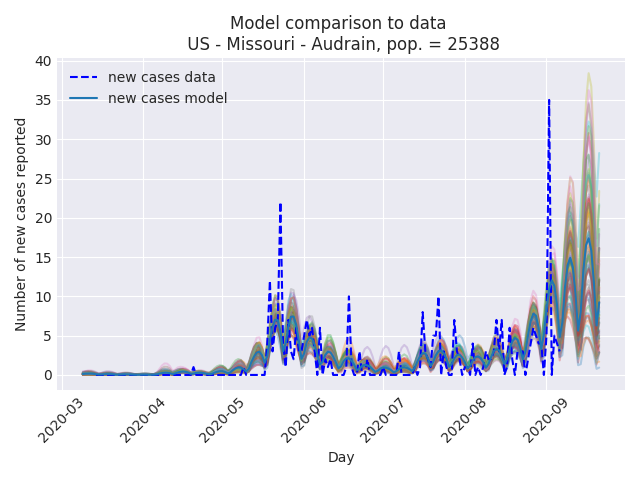 Model comparison to data
US - Missouri - Audrain, pop. = 25388
new cases data
new cases model
Number of new cases reported
40
35
30
25
20
15
10
5
0
2020-03
2020-04
2020-05
2020-06
2020-07
2020-08
2020-09
Day